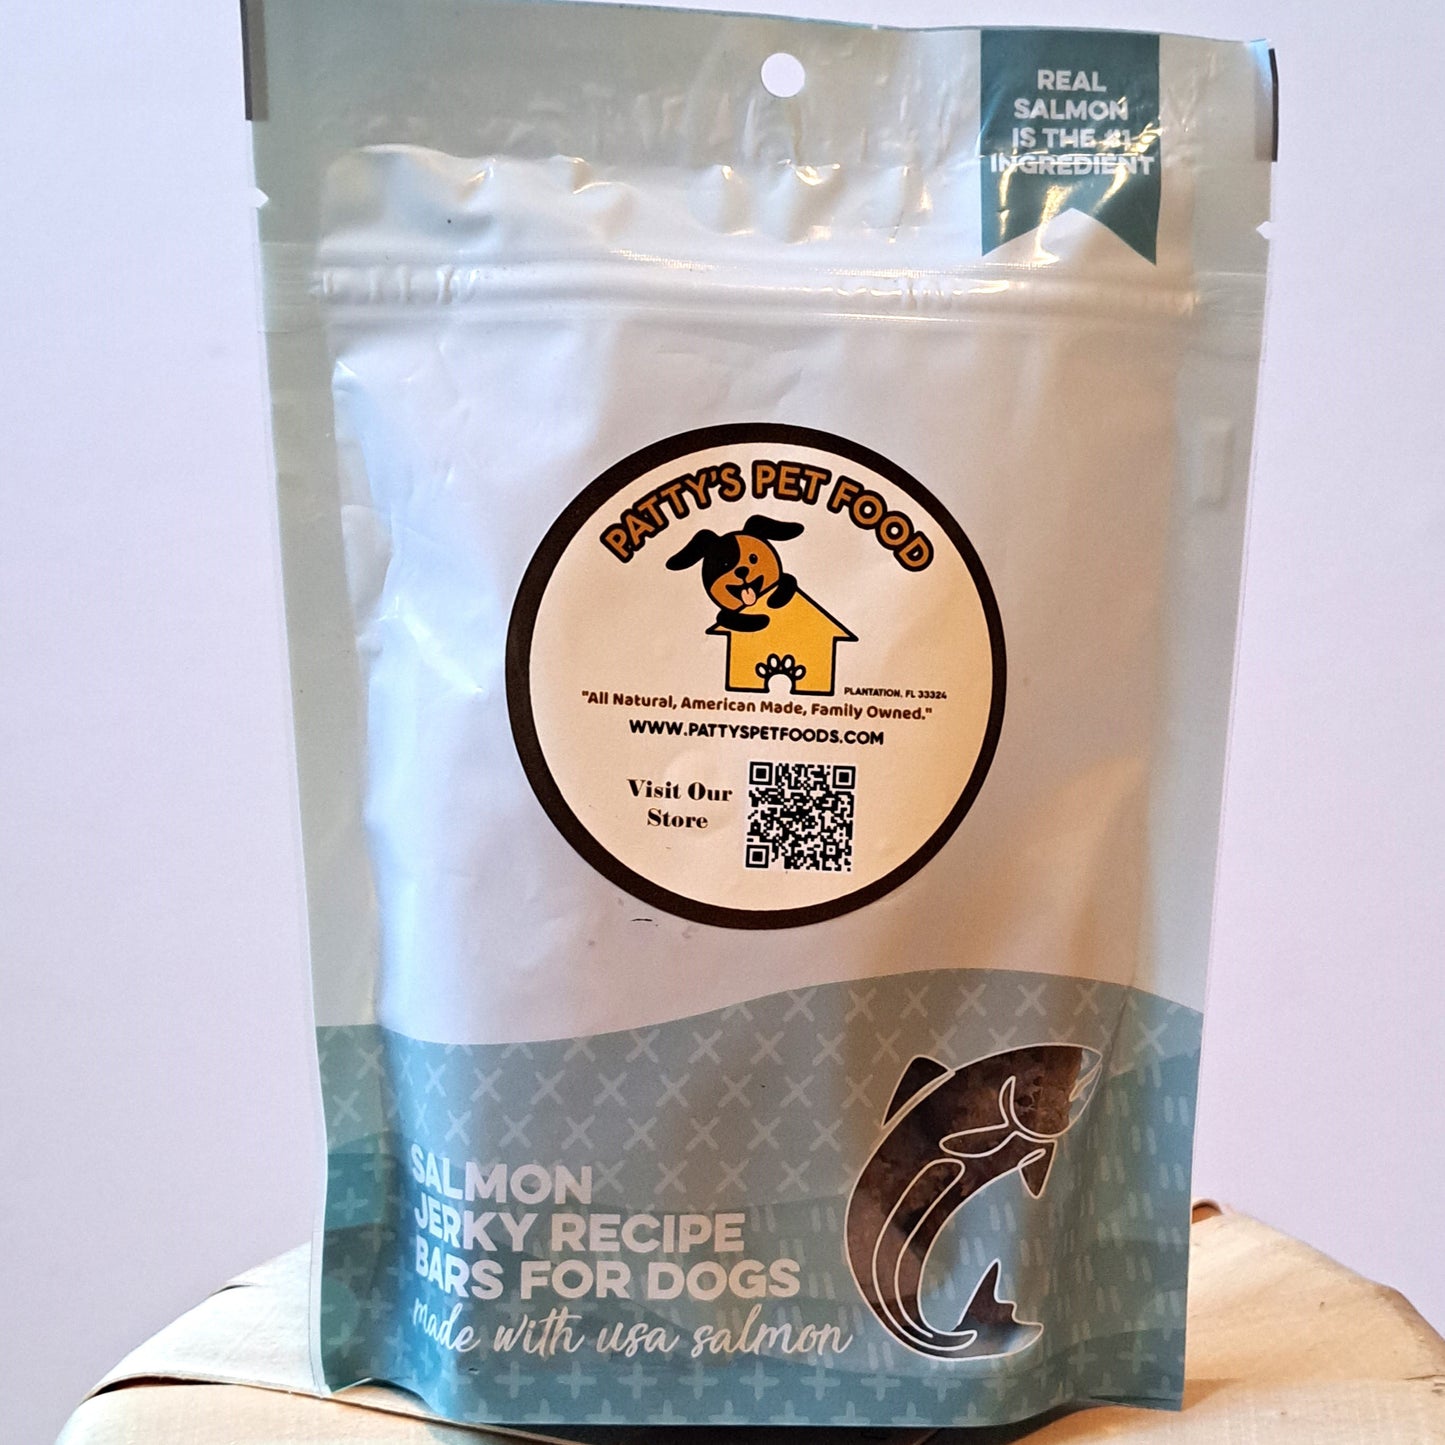 REAL
SALMON
IS THE #1
INGREDIENT
PATTY'S PET FOOD
PLANTATION, FL 33324
"All Natural, American Made, Family Owned."
WWW.PATTYSPETFOODS.COM
Visit Our
Store
SALMON
JERKY RECIPE
BARS FOR DOGS
made with usa salmon